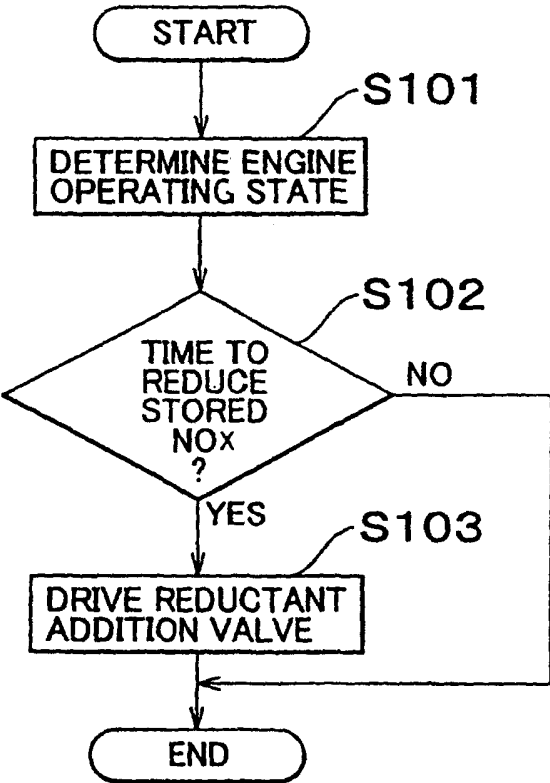 START
S101
DETERMINE ENGINE
OPERATING STATE
S102
TIME TO
REDUCE
STORED
NOx
?
NO
YES
S103
DRIVE REDUCTANT
ADDITION VALVE
END